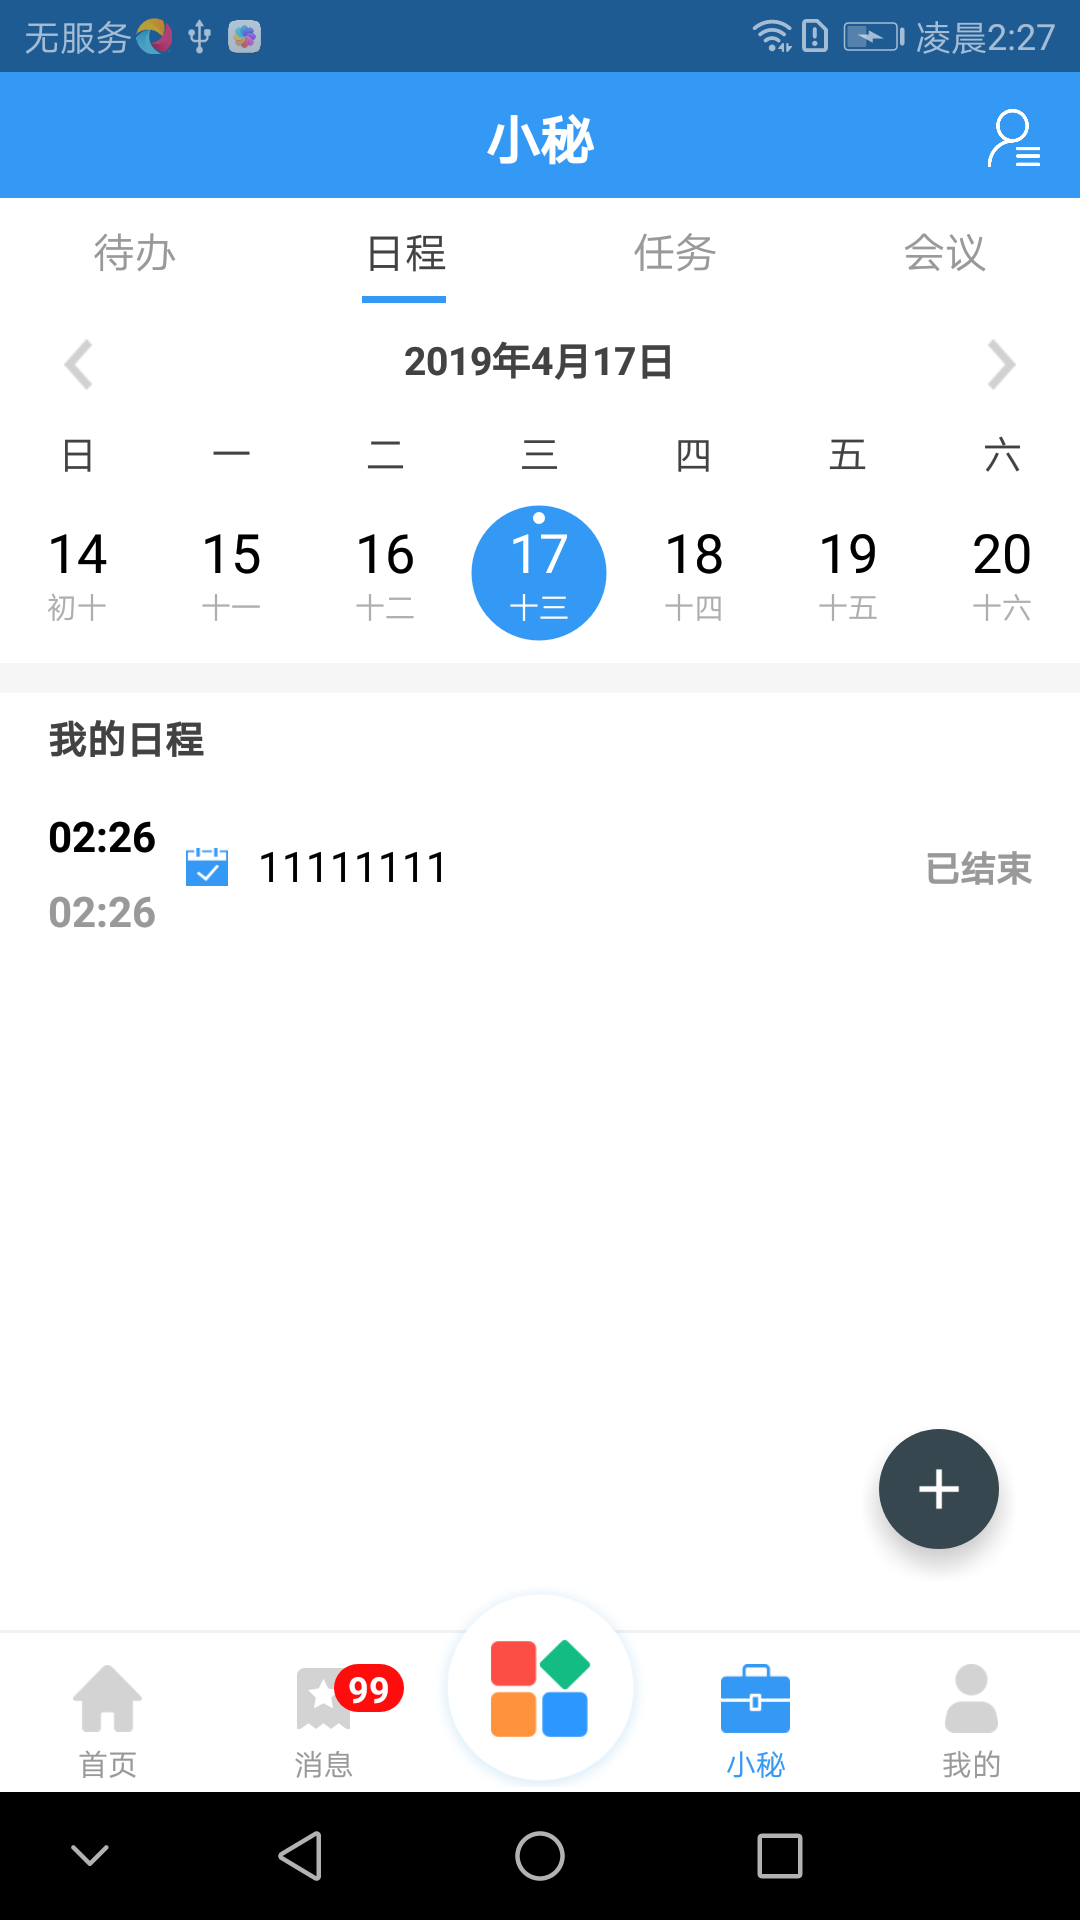 无服务 凌晨2:27
小秘
待办 日程 任务 会议
2019年4月17日
日 一 二 三 四 五 六
14 15 16 17 18 19 20
初十 十一 十二 十三 十四 十五 十六
我的日程
02:26
11111111 已结束
02:26
99
首页 消息 小秘 我的